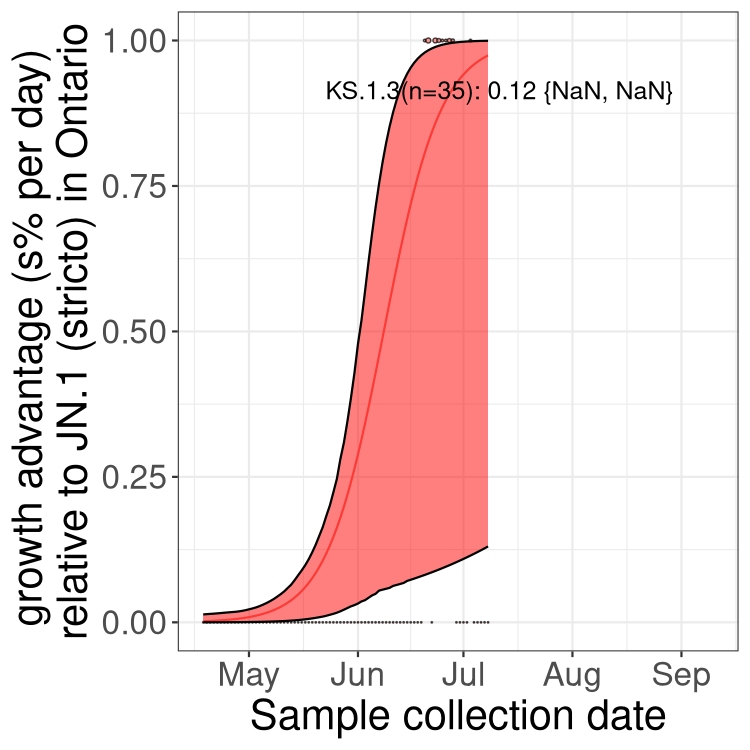 growth advantage (s% per day)
relative to JN.1 (stricto) in Ontario
1.00
0.75
0.50
0.25
0.00
KS.1.3(n=35): 0.12 {NaN, NaN}
May Jun Jul Aug Sep
Sample collection date